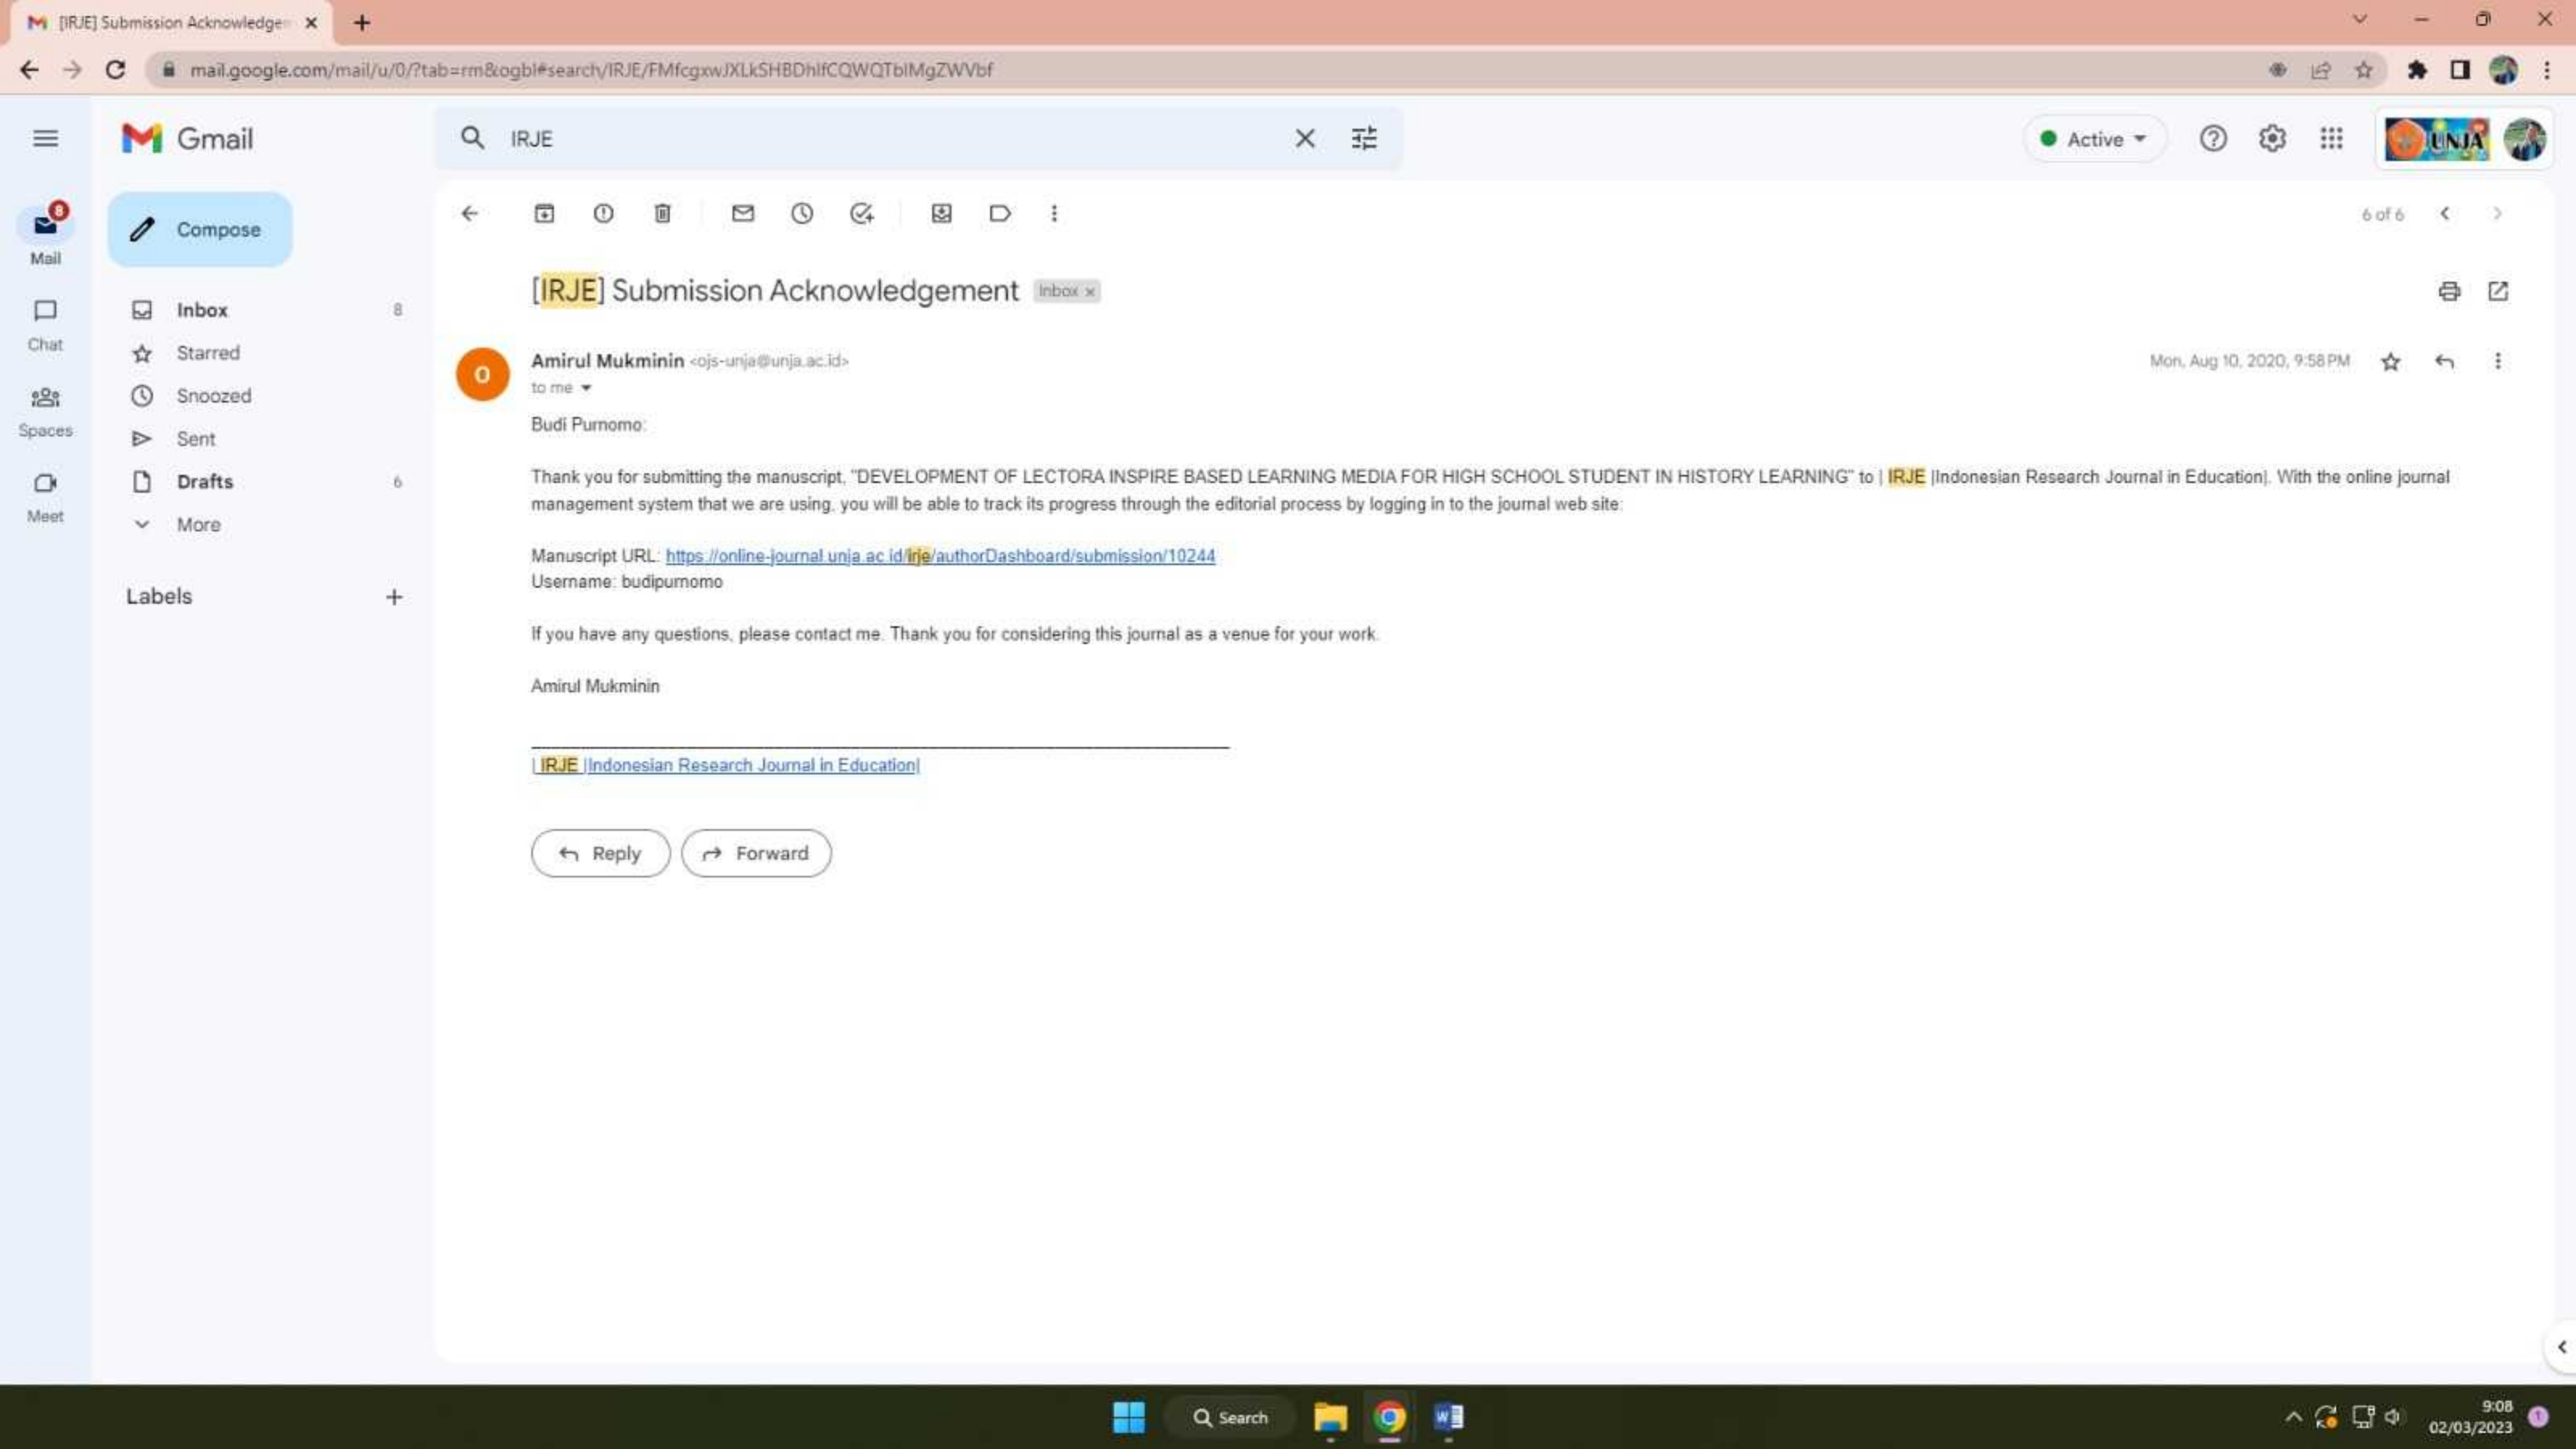 [IRJE] Submission Acknowledge
mail.google.com/mail/u/0/?tab=rm&ogbl#search/IRJE/FMfcgxwJXLkSHBDhlfCQWQTblMgZWVbf
Gmail
IRJE
Active
UNJA
8
Mail
Chat
Spaces
Meet
Compose
Inbox 8
Starred
Snoozed
Sent
Drafts 6
More
Labels
6 of 6
[IRJE] Submission Acknowledgement Inbox x
O
Amirul Mukminin <ojs-unja@unja.ac.id>
Mon, Aug 10, 2020, 9:58 PM
to me
Budi Purnomo:
Thank you for submitting the manuscript, "DEVELOPMENT OF LECTORA INSPIRE BASED LEARNING MEDIA FOR HIGH SCHOOL STUDENT IN HISTORY LEARNING" to | IRJE |Indonesian Research Journal in Education|. With the online journal
management system that we are using, you will be able to track its progress through the editorial process by logging in to the journal web site:
Manuscript URL: https://online-journal.unja.ac.id/irje/authorDashboard/submission/10244
Username: budipurnomo
If you have any questions, please contact me. Thank you for considering this journal as a venue for your work.
Amirul Mukminin
| IRJE |Indonesian Research Journal in Education|
Reply
Forward
Search
9:08
02/03/2023
1